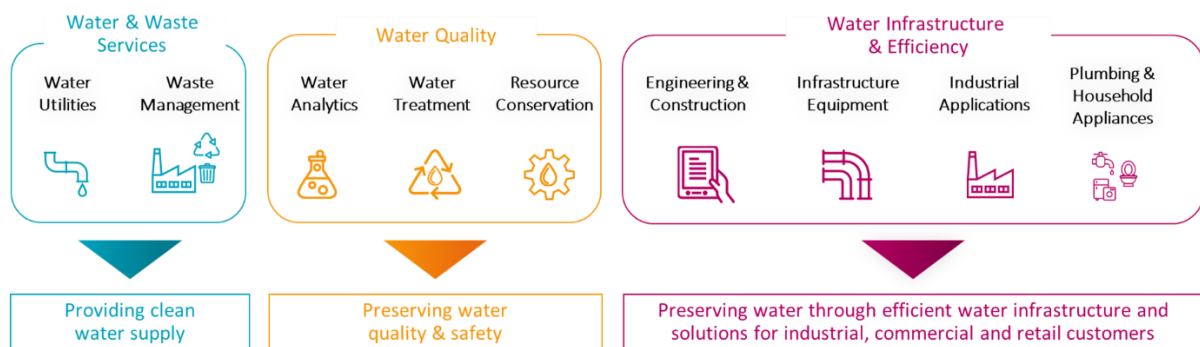 Water & Waste
Services
Water
Utilities
Waste
Management
Providing clean
water supply
Water Quality
Water
Analytics
Water
Treatment
Resource
Conservation
Preserving water
quality & safety
Water Infrastructure
& Efficiency
Engineering &
Construction
Infrastructure
Equipment
Industrial
Applications
Plumbing &
Household
Appliances
Preserving water through efficient water infrastructure and
solutions for industrial, commercial and retail customers